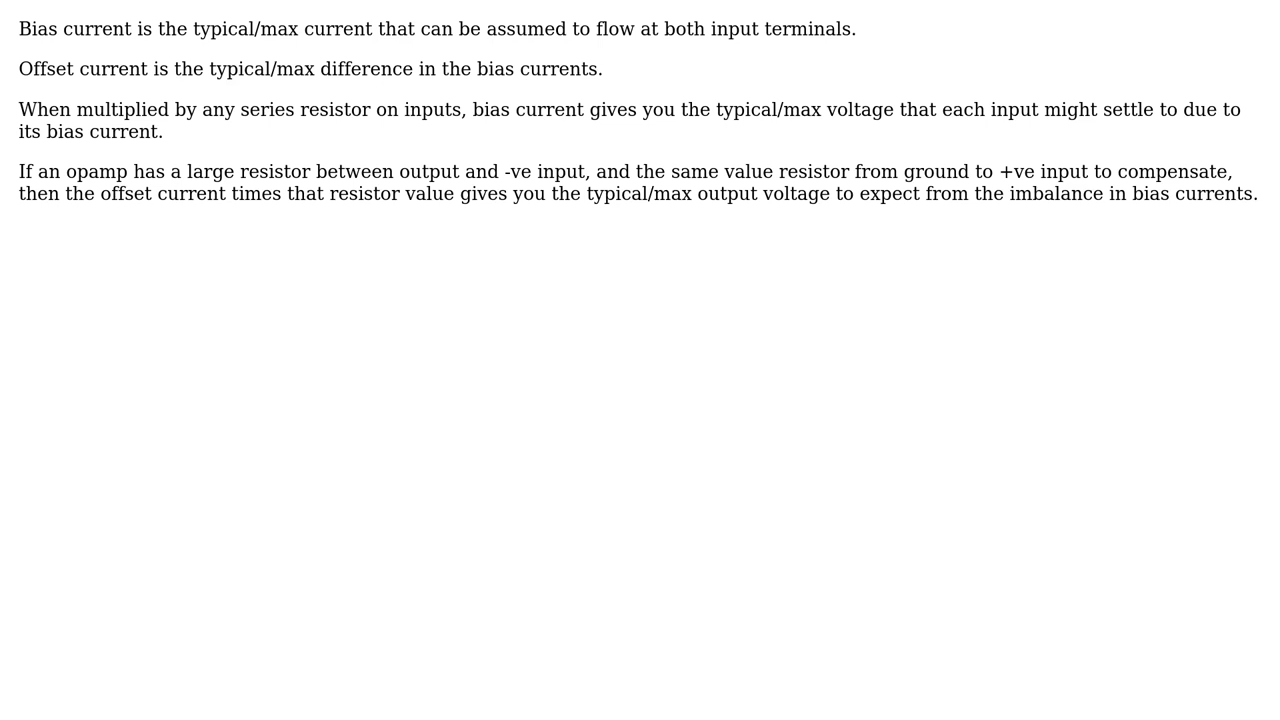 Bias current is the typical/max current that can be assumed to flow at both input terminals.
Offset current is the typical/max difference in the bias currents.
When multiplied by any series resistor on inputs, bias current gives you the typical/max voltage that each input might settle to due to
its bias current.
If an opamp has a large resistor between output and -ve input, and the same value resistor from ground to +ve input to compensate,
then the offset current times that resistor value gives you the typical/max output voltage to expect from the imbalance in bias currents.